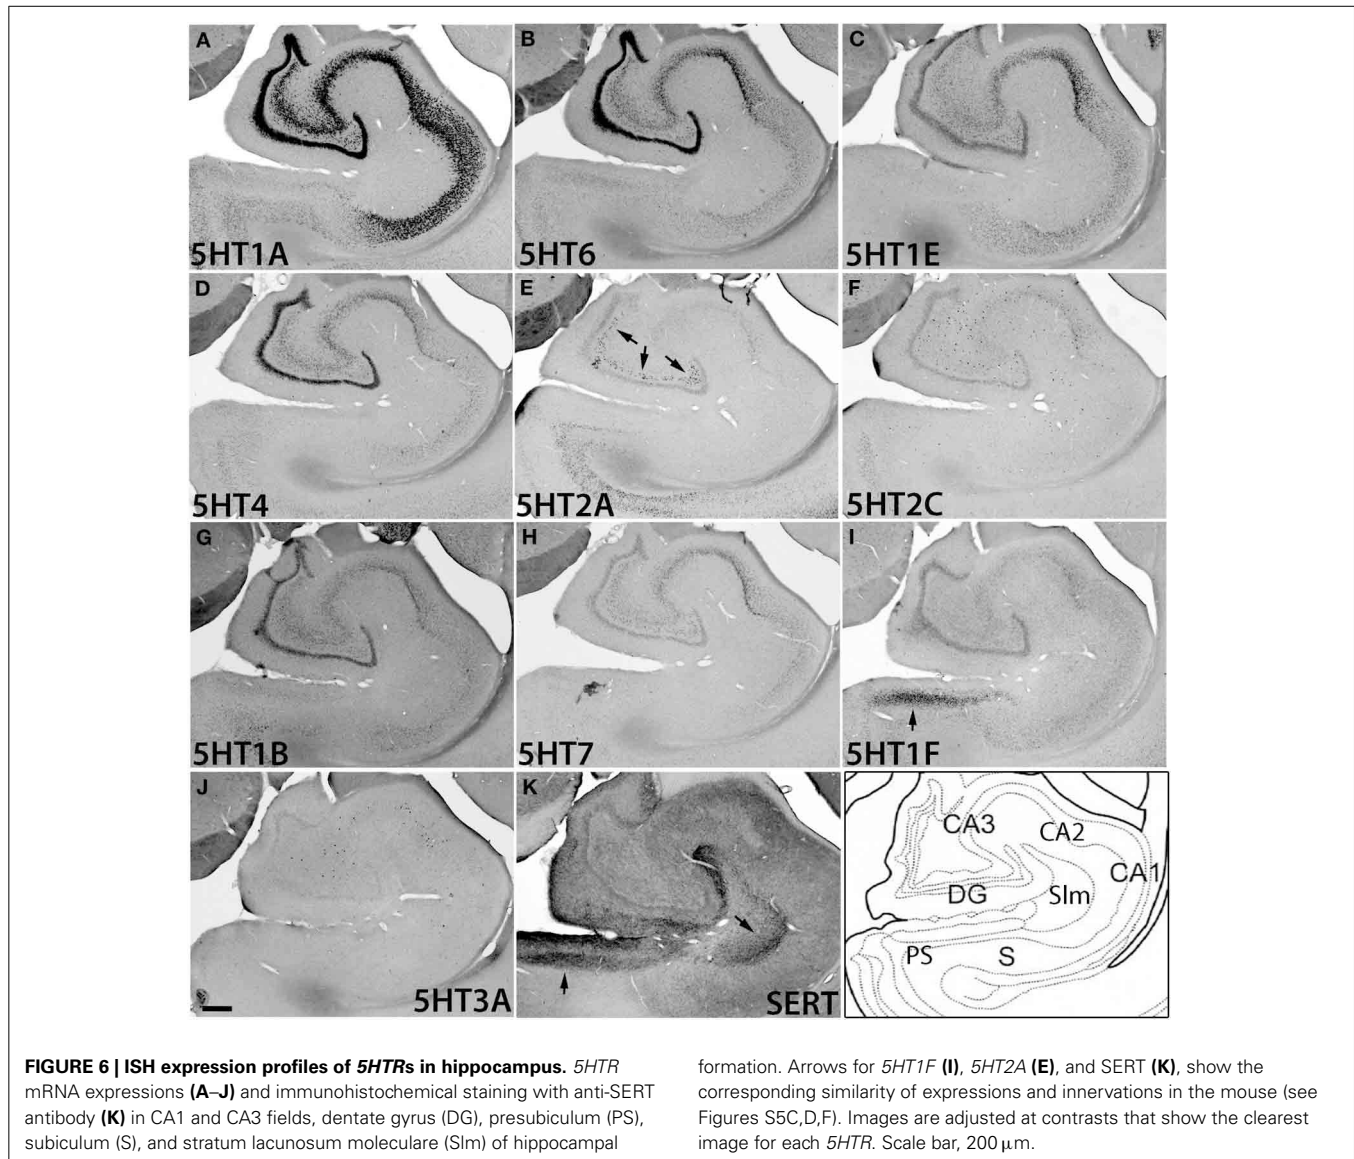 A
5HT1A
B
5HT6
C
5HT1E
D
5HT4
E
5HT2A
F
5HT2C
G
5HT1B
H
5HT7
I
5HT1F
J
5HT3A
K
SERT
CA3
CA2
CA1
DG
Slm
PS
S
FIGURE 6 | ISH expression profiles of 5HTRs in hippocampus. 5HTR
mRNA expressions (A–J) and immunohistochemical staining with anti-SERT
antibody (K) in CA1 and CA3 fields, dentate gyrus (DG), presubiculum (PS),
subiculum (S), and stratum lacunosum moleculare (Slm) of hippocampal
formation. Arrows for 5HT1F (I), 5HT2A (E), and SERT (K), show the
corresponding similarity of expressions and innervations in the mouse (see
Figures S5C,D,F). Images are adjusted at contrasts that show the clearest
image for each 5HTR. Scale bar, 200 μm.